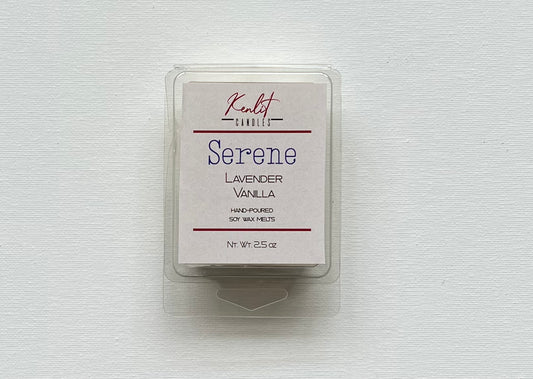 Kenlit
CANDLES
Serene
LAVENDER
VANILLA
HAND-POURED
SOY WAX MELTS
NT. WT. 2.5 OZ